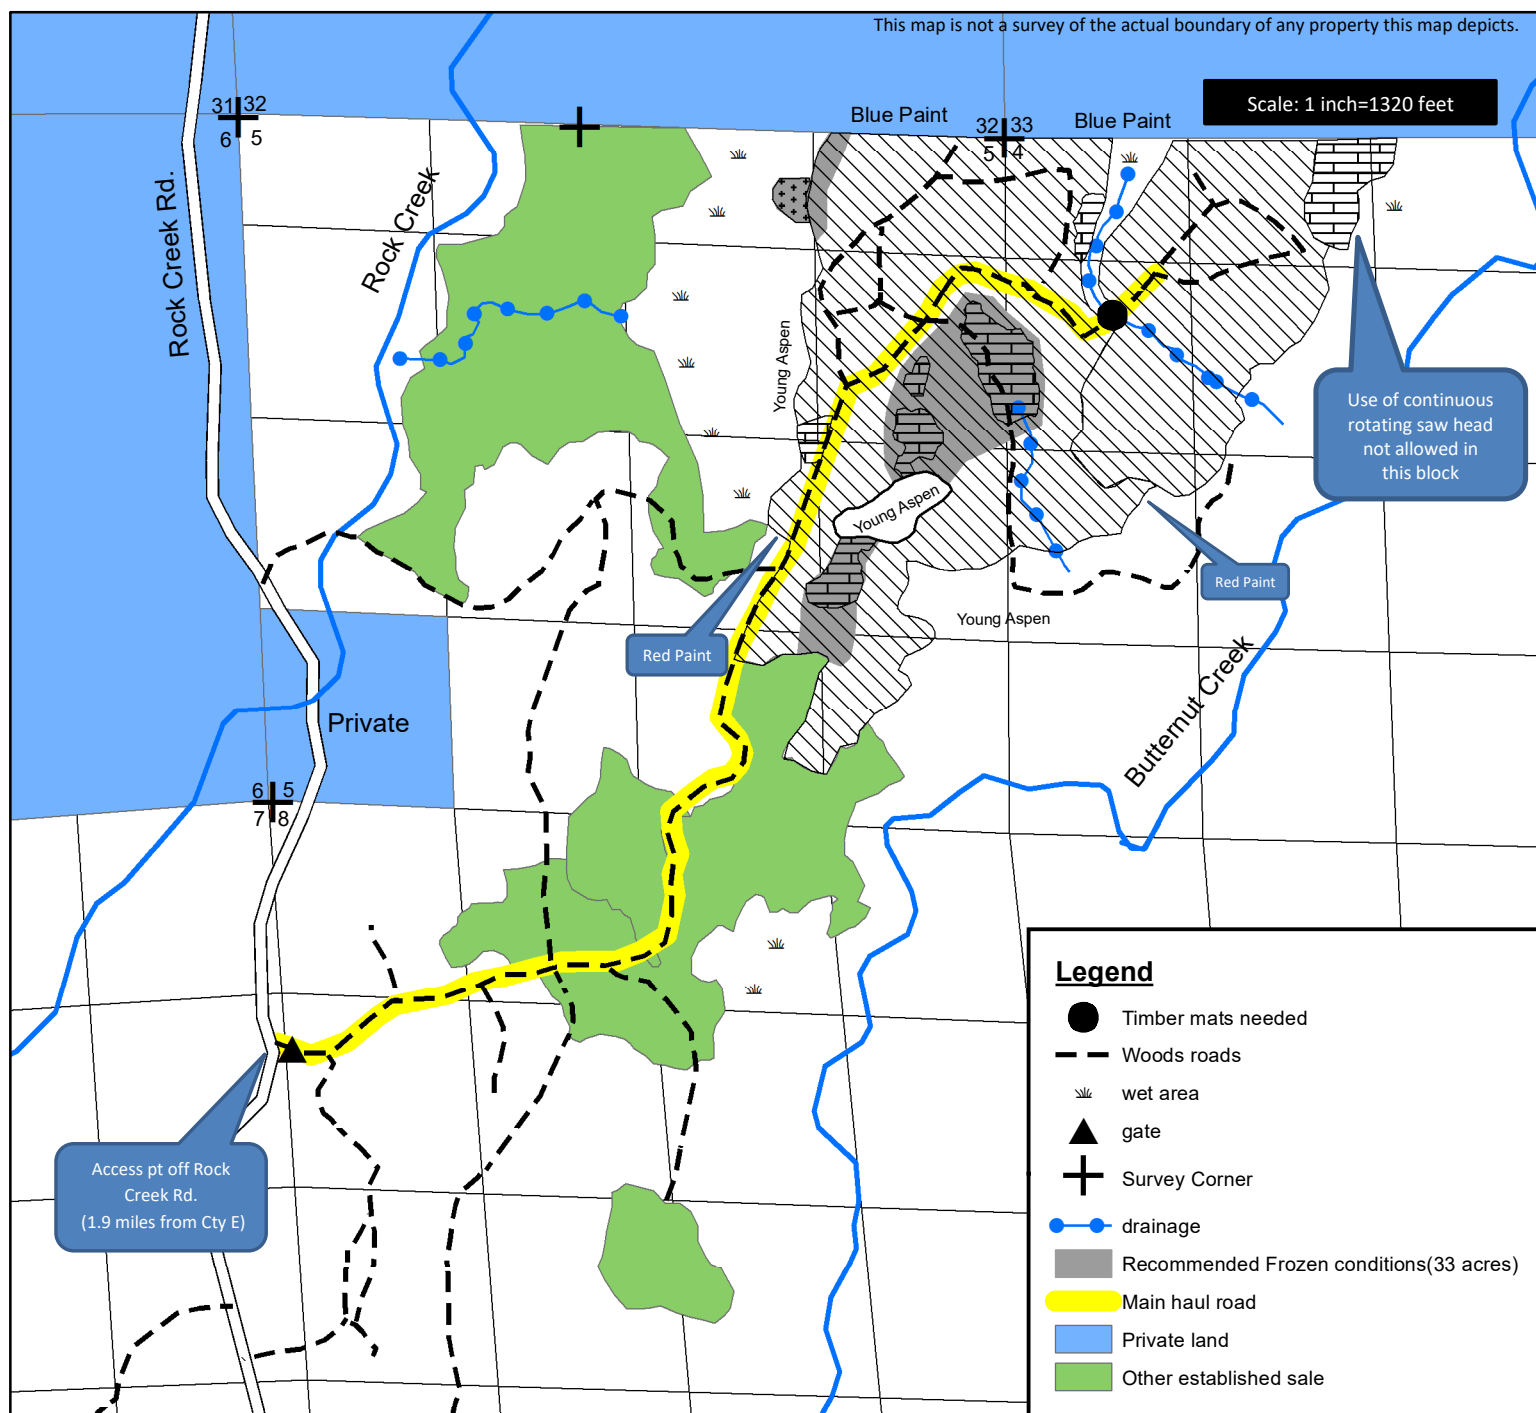 This map is not a survey of the actual boundary of any property this map depicts.
Scale: 1 inch=1320 feet
31 32
6 5
Blue Paint
32 33
5 4
Blue Paint
Rock Creek Rd.
Rock Creek
Young Aspen
Use of continuous
rotating saw head
not allowed in
this block
Young Aspen
Red Paint
Young Aspen
Red Paint
Private
Butternut Creek
6 5
7 8
Access pt off Rock
Creek Rd.
(1.9 miles from Cty E)
Legend
Timber mats needed
Woods roads
wet area
gate
Survey Corner
drainage
Recommended Frozen conditions(33 acres)
Main haul road
Private land
Other established sale